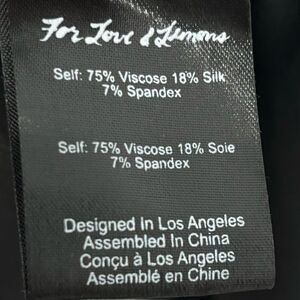 For Love & Lemons
Self: 75% Viscose 18% Silk
7% Spandex
Self: 75% Viscose 18% Soie
7% Spandex
Designed In Los Angeles
Assembled In China
Conçu à Los Angeles
Assemblé en Chine